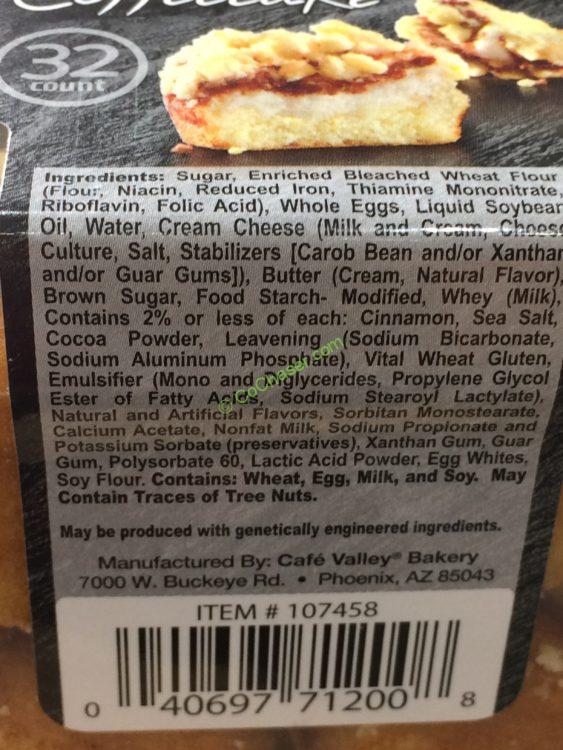 32
count
Ingredients: Sugar, Enriched Bleached Wheat Flour
(Flour, Niacin, Reduced Iron, Thiamine Mononitrate,
Riboflavin, Folic Acid), Whole Eggs, Liquid Soybean
Oil, Water, Cream Cheese (Milk and Cream, Cheese
Culture, Salt, Stabilizers [Carob Bean and/or Xanthan
and/or Guar Gums]), Butter (Cream, Natural Flavor),
Brown Sugar, Food Starch- Modified, Whey (Milk),
Contains 2% or less of each: Cinnamon, Sea Salt,
Cocoa Powder, Leavening (Sodium Bicarbonate,
Sodium Aluminum Phosphate), Vital Wheat Gluten,
Emulsifier (Mono and Diglycerides, Propylene Glycol
Ester of Fatty Acids, Sodium Stearoyl Lactylate),
Natural and Artificial Flavors, Sorbitan Monostearate,
Calcium Acetate, Nonfat Milk, Sodium Propionate and
Potassium Sorbate (preservatives), Xanthan Gum, Guar
Gum, Polysorbate 60, Lactic Acid Powder, Egg Whites,
Soy Flour. Contains: Wheat, Egg, Milk, and Soy. May
Contain Traces of Tree Nuts.
May be produced with genetically engineered ingredients.
Manufactured By: Café Valley® Bakery
7000 W. Buckeye Rd. • Phoenix, AZ 85043
ITEM # 107458
0 40697 71200 8
© CoChaser.com